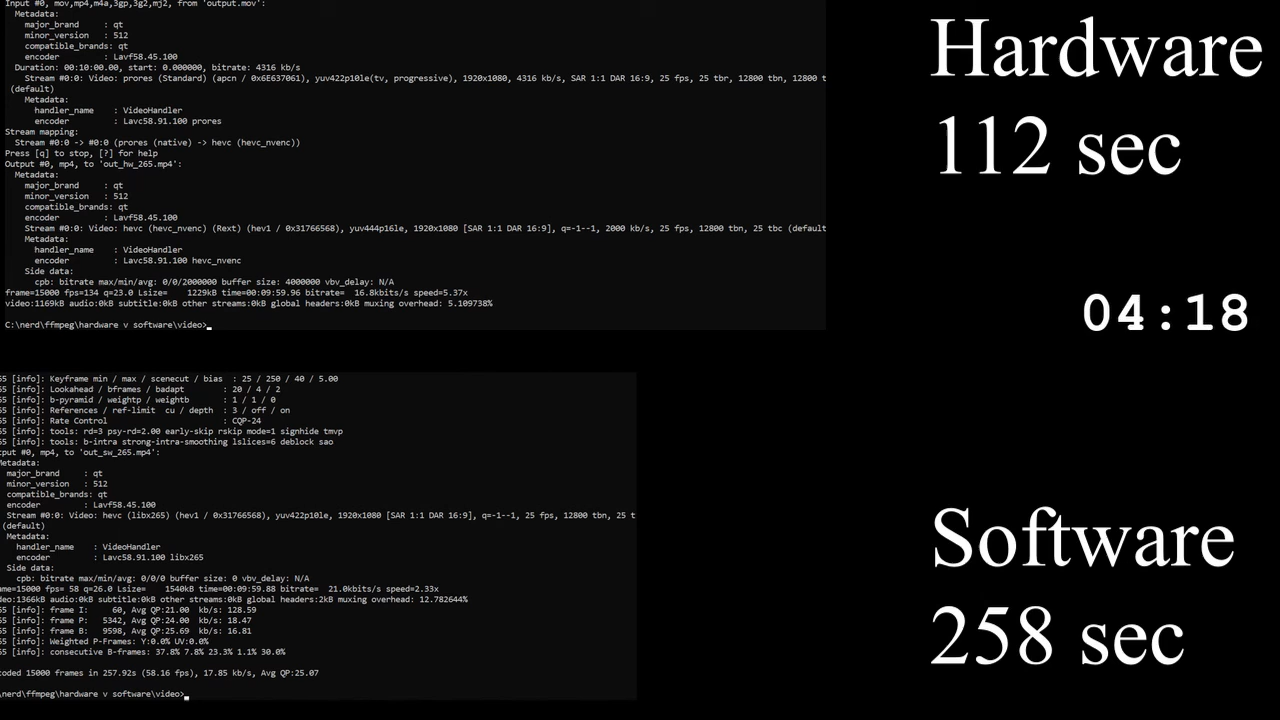 Input #0, mov,mp4,m4a,3gp,3g2,mj2, from 'output.mov':
Metadata:
major_brand : qt
minor_version : 512
compatible_brands: qt
encoder : Lavf58.45.100
Duration: 00:10:00.00, start: 0.000000, bitrate: 4316 kb/s
Stream #0:0: Video: prores (Standard) (apcn / 0x6E637061), yuv422p10le(tv, progressive), 1920x1080, 4316 kb/s, SAR 1:1 DAR 16:9, 25 fps, 25 tbr, 12800 tbn, 12800 t
(default)
Metadata:
handler_name : VideoHandler
encoder : Lavc58.91.100 prores
Stream mapping:
Stream #0:0 -> #0:0 (prores (native) -> hevc (hevc_nvenc))
Press [q] to stop, [?] for help
Output #0, mp4, to 'out_hw_265.mp4':
Metadata:
major_brand : qt
minor_version : 512
compatible_brands: qt
encoder : Lavf58.45.100
Stream #0:0: Video: hevc (hevc_nvenc) (Rext) (hev1 / 0x31766568), yuv444p16le, 1920x1080 [SAR 1:1 DAR 16:9], q=-1--1, 2000 kb/s, 25 fps, 12800 tbn, 25 tbc (default
Metadata:
handler_name : VideoHandler
encoder : Lavc58.91.100 hevc_nvenc
Side data:
cpb: bitrate max/min/avg: 0/0/2000000 buffer size: 4000000 vbv_delay: N/A
frame=15000 fps=134 q=23.0 Lsize= 1229kB time=00:09:59.96 bitrate= 16.8kbits/s speed=5.37x
video:1169kB audio:0kB subtitle:0kB other streams:0kB global headers:0kB muxing overhead: 5.109738%
C:\nerd\ffmpeg\hardware v software\video>
Hardware
112 sec
04:18
65 [info]: Keyframe min / max / scenecut / bias : 25 / 250 / 40 / 5.00
65 [info]: Lookahead / bframes / badapt : 20 / 4 / 2
65 [info]: b-pyramid / weightp / weightb : 1 / 1 / 0
65 [info]: References / ref-limit cu / depth : 3 / off / on
65 [info]: Rate Control : CQP-24
65 [info]: tools: rd=3 psy-rd=2.00 early-skip rskip mode=1 signhide tmvp
65 [info]: tools: b-intra strong-intra-smoothing lslices=6 deblock sao
tput #0, mp4, to 'out_sw_265.mp4':
Metadata:
major_brand : qt
minor_version : 512
compatible_brands: qt
encoder : Lavf58.45.100
Stream #0:0: Video: hevc (libx265) (hev1 / 0x31766568), yuv422p10le, 1920x1080 [SAR 1:1 DAR 16:9], q=-1--1, 25 fps, 12800 tbn, 25 t
(default)
Metadata:
handler_name : VideoHandler
encoder : Lavc58.91.100 libx265
Side data:
cpb: bitrate max/min/avg: 0/0/0 buffer size: 0 vbv_delay: N/A
ame=15000 fps= 58 q=26.0 Lsize= 1540kB time=00:09:59.88 bitrate= 21.0kbits/s speed=2.33x
deo:1366kB audio:0kB subtitle:0kB other streams:0kB global headers:2kB muxing overhead: 12.782644%
65 [info]: frame I: 60, Avg QP:21.00 kb/s: 128.59
65 [info]: frame P: 5342, Avg QP:24.00 kb/s: 18.47
65 [info]: frame B: 9598, Avg QP:25.69 kb/s: 16.81
65 [info]: Weighted P-Frames: Y:0.0% UV:0.0%
65 [info]: consecutive B-frames: 37.8% 7.8% 23.3% 1.1% 30.0%
coded 15000 frames in 257.92s (58.16 fps), 17.85 kb/s, Avg QP:25.07
\nerd\ffmpeg\hardware v software\video>
Software
258 sec